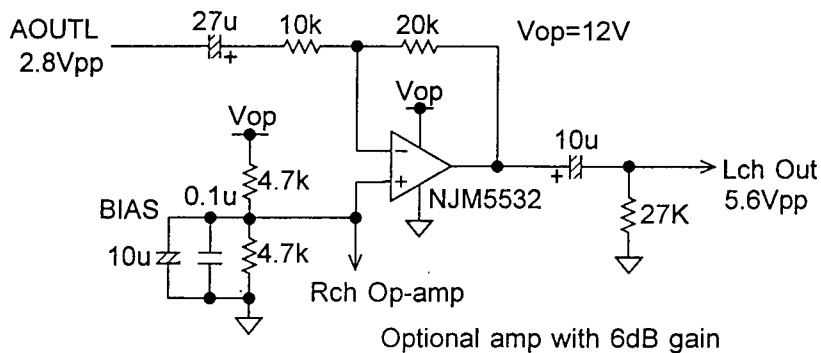 27u
10k
20k
Vop=12V
AOUTL
2.8Vpp
+
Vop
Vop
10u
−
+
Lch Out
5.6Vpp
+
4.7k
NJM5532
27K
0.1u
BIAS
10u
4.7k
Rch Op-amp
Optional amp with 6dB gain